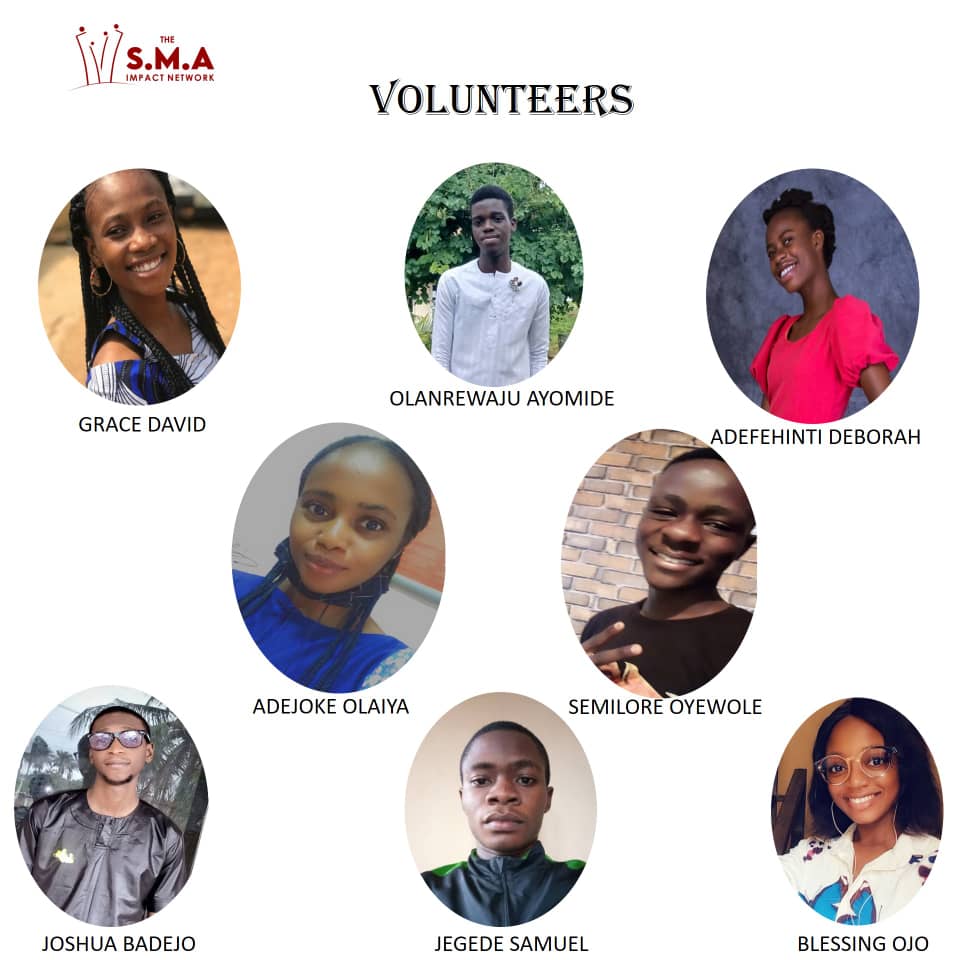 THE
S.M.A
IMPACT NETWORK
VOLUNTEERS
GRACE DAVID
OLANREWAJU AYOMIDE
ADEFEHINTI DEBORAH
ADEJOKE OLAIYA
SEMILORE OYEWOLE
JOSHUA BADEJO
JEGEDE SAMUEL
BLESSING OJO